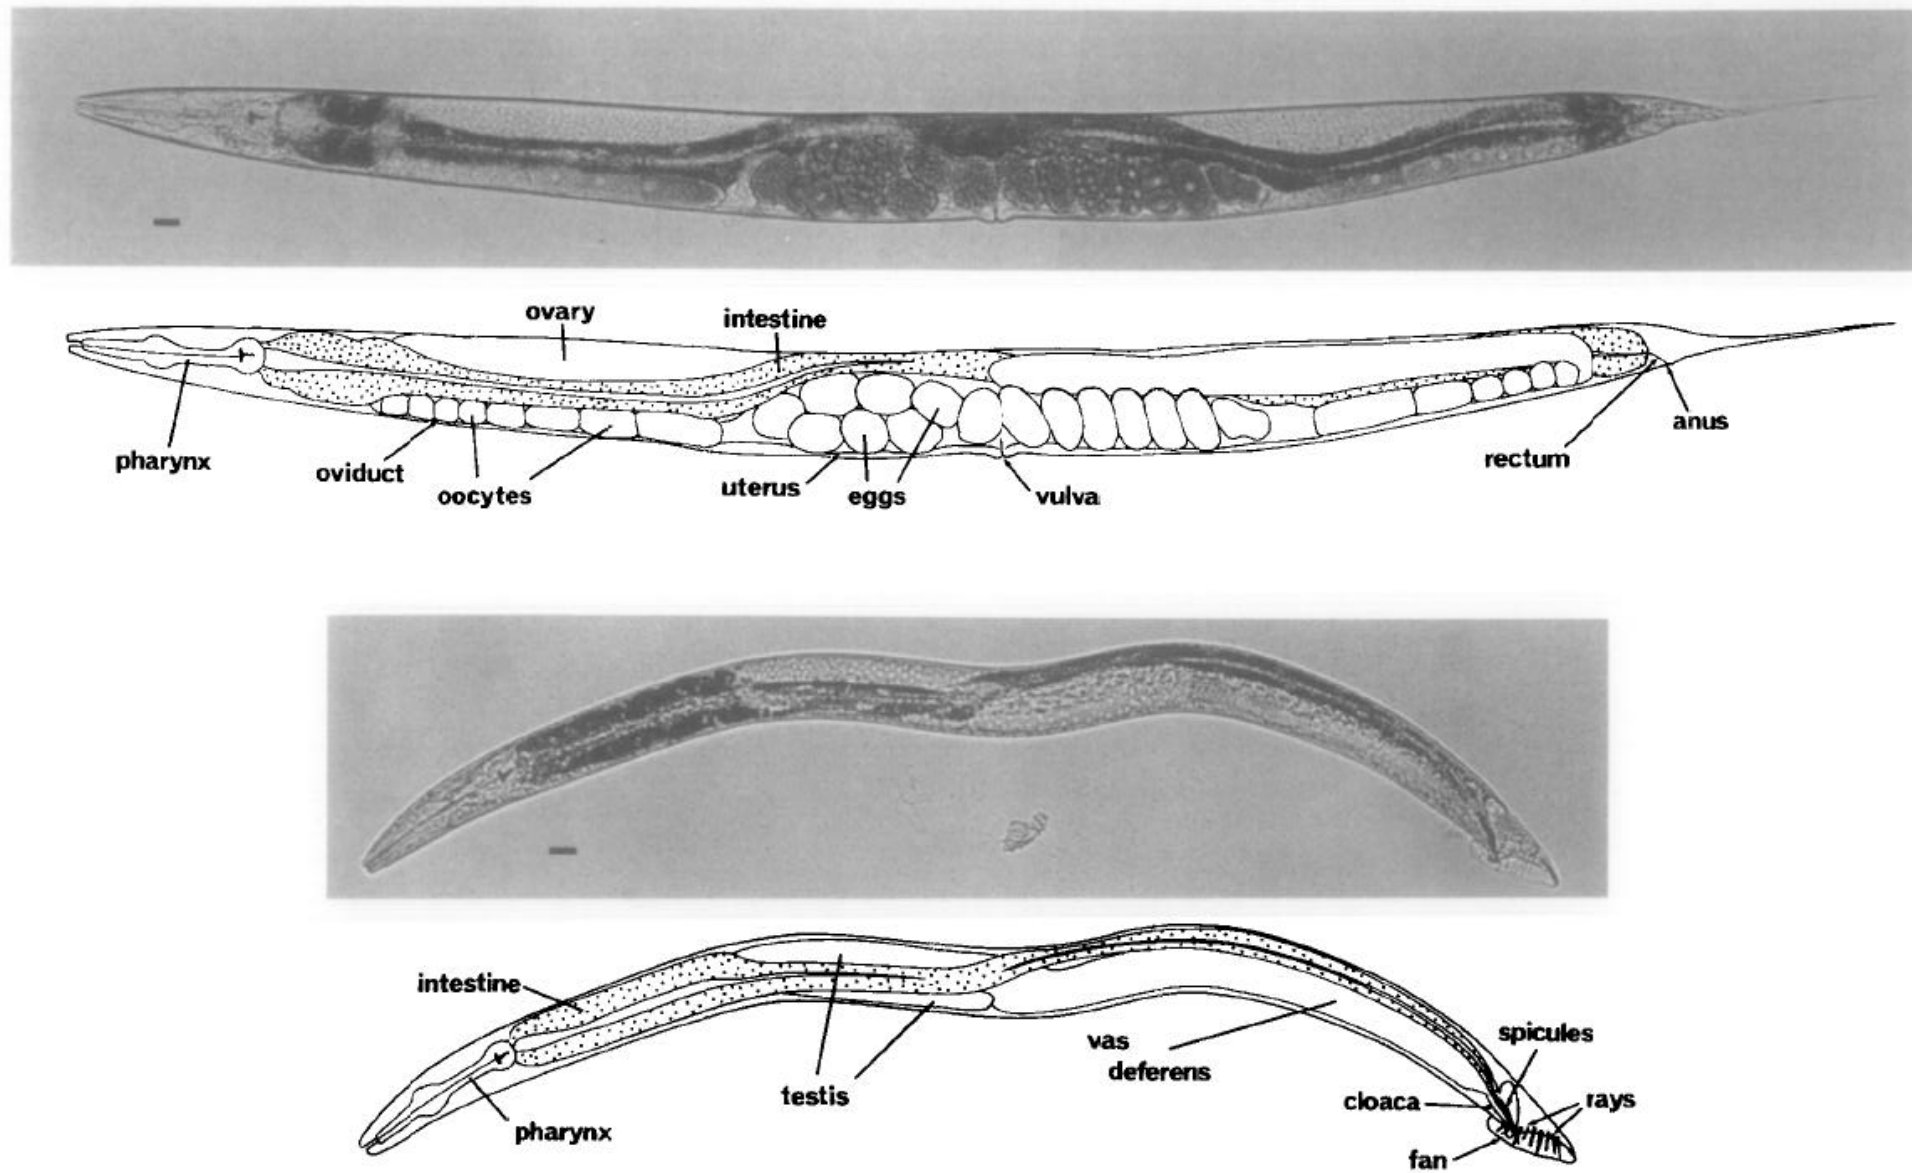 ovary
intestine
pharynx
oviduct
oocytes
uterus
eggs
vulva
anus
rectum
intestine
pharynx
testis
vas
deferens
spicules
cloaca
rays
fan